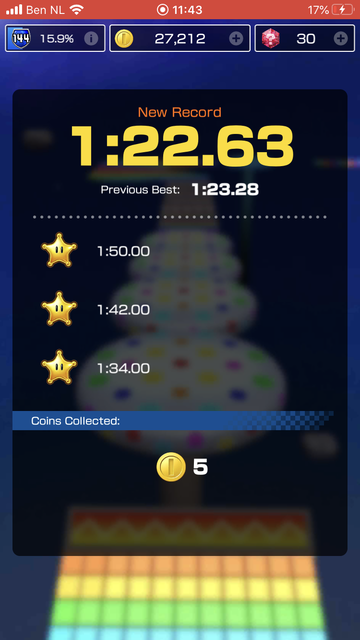 Ben NL 11:43 17%
144 15.9% i 27,212 + 30 +
New Record
1:22.63
Previous Best: 1:23.28
1:50.00
1:42.00
1:34.00
Coins Collected:
5